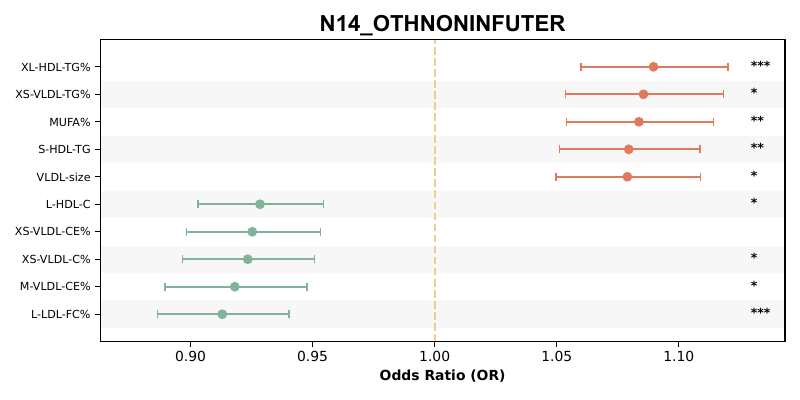 N14_OTHNONINFUTER
XL-HDL-TG% ***
XS-VLDL-TG% *
MUFA% **
S-HDL-TG **
VLDL-size *
L-HDL-C *
XS-VLDL-CE%
XS-VLDL-C% *
M-VLDL-CE% *
L-LDL-FC% ***
0.90 0.95 1.00 1.05 1.10
Odds Ratio (OR)